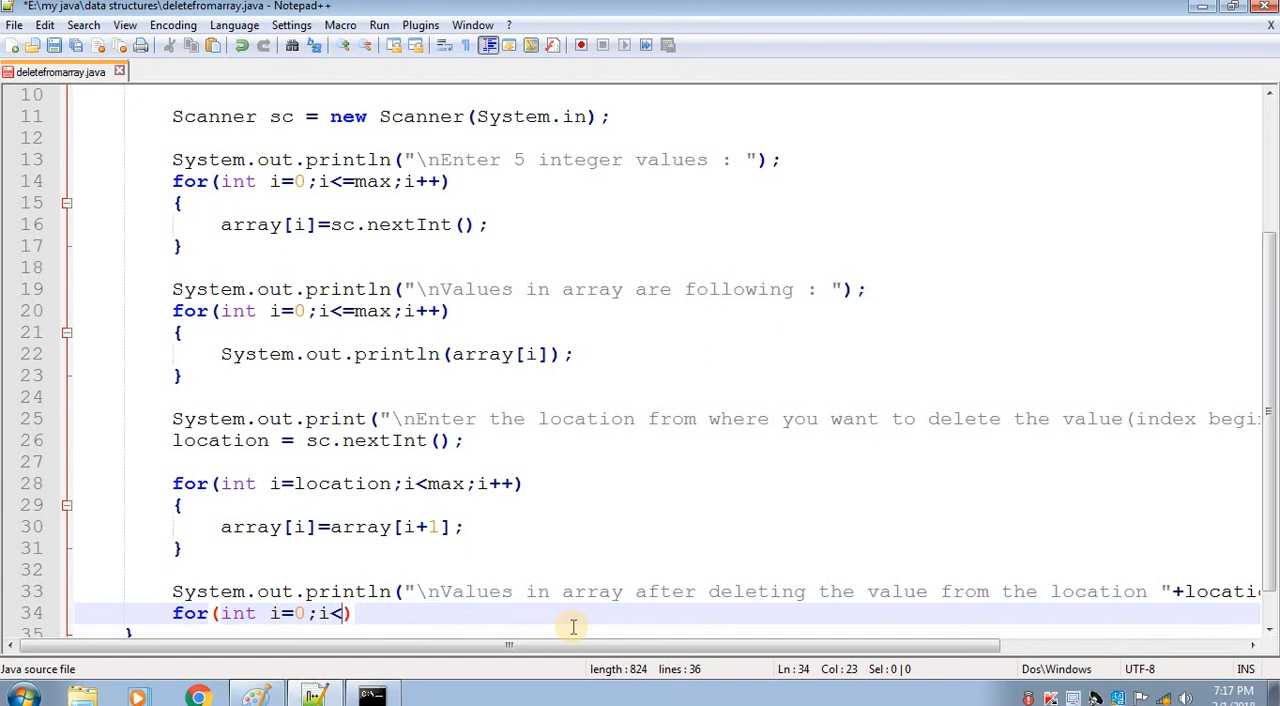 *E:\my java\data structures\deletefromarray.java - Notepad++
File Edit Search View Encoding Language Settings Macro Run Plugins Window ? X
deletefromarray.java
10
11 Scanner sc = new Scanner(System.in);
12
13 System.out.println("\nEnter 5 integer values : ");
14 for(int i=0;i<=max;i++)
15 {
16 array[i]=sc.nextInt();
17 }
18
19 System.out.println("\nValues in array are following : ");
20 for(int i=0;i<=max;i++)
21 {
22 System.out.println(array[i]);
23 }
24
25 System.out.print("\nEnter the location from where you want to delete the value(index begin
26 location = sc.nextInt();
27
28 for(int i=location;i<max;i++)
29 {
30 array[i]=array[i+1];
31 }
32
33 System.out.println("\nValues in array after deleting the value from the location "+locatio
34 for(int i=0;i<)
35 }
Java source file length : 824 lines : 36 Ln : 34 Col : 23 Sel : 0 | 0 Dos\Windows UTF-8 INS
7:17 PM